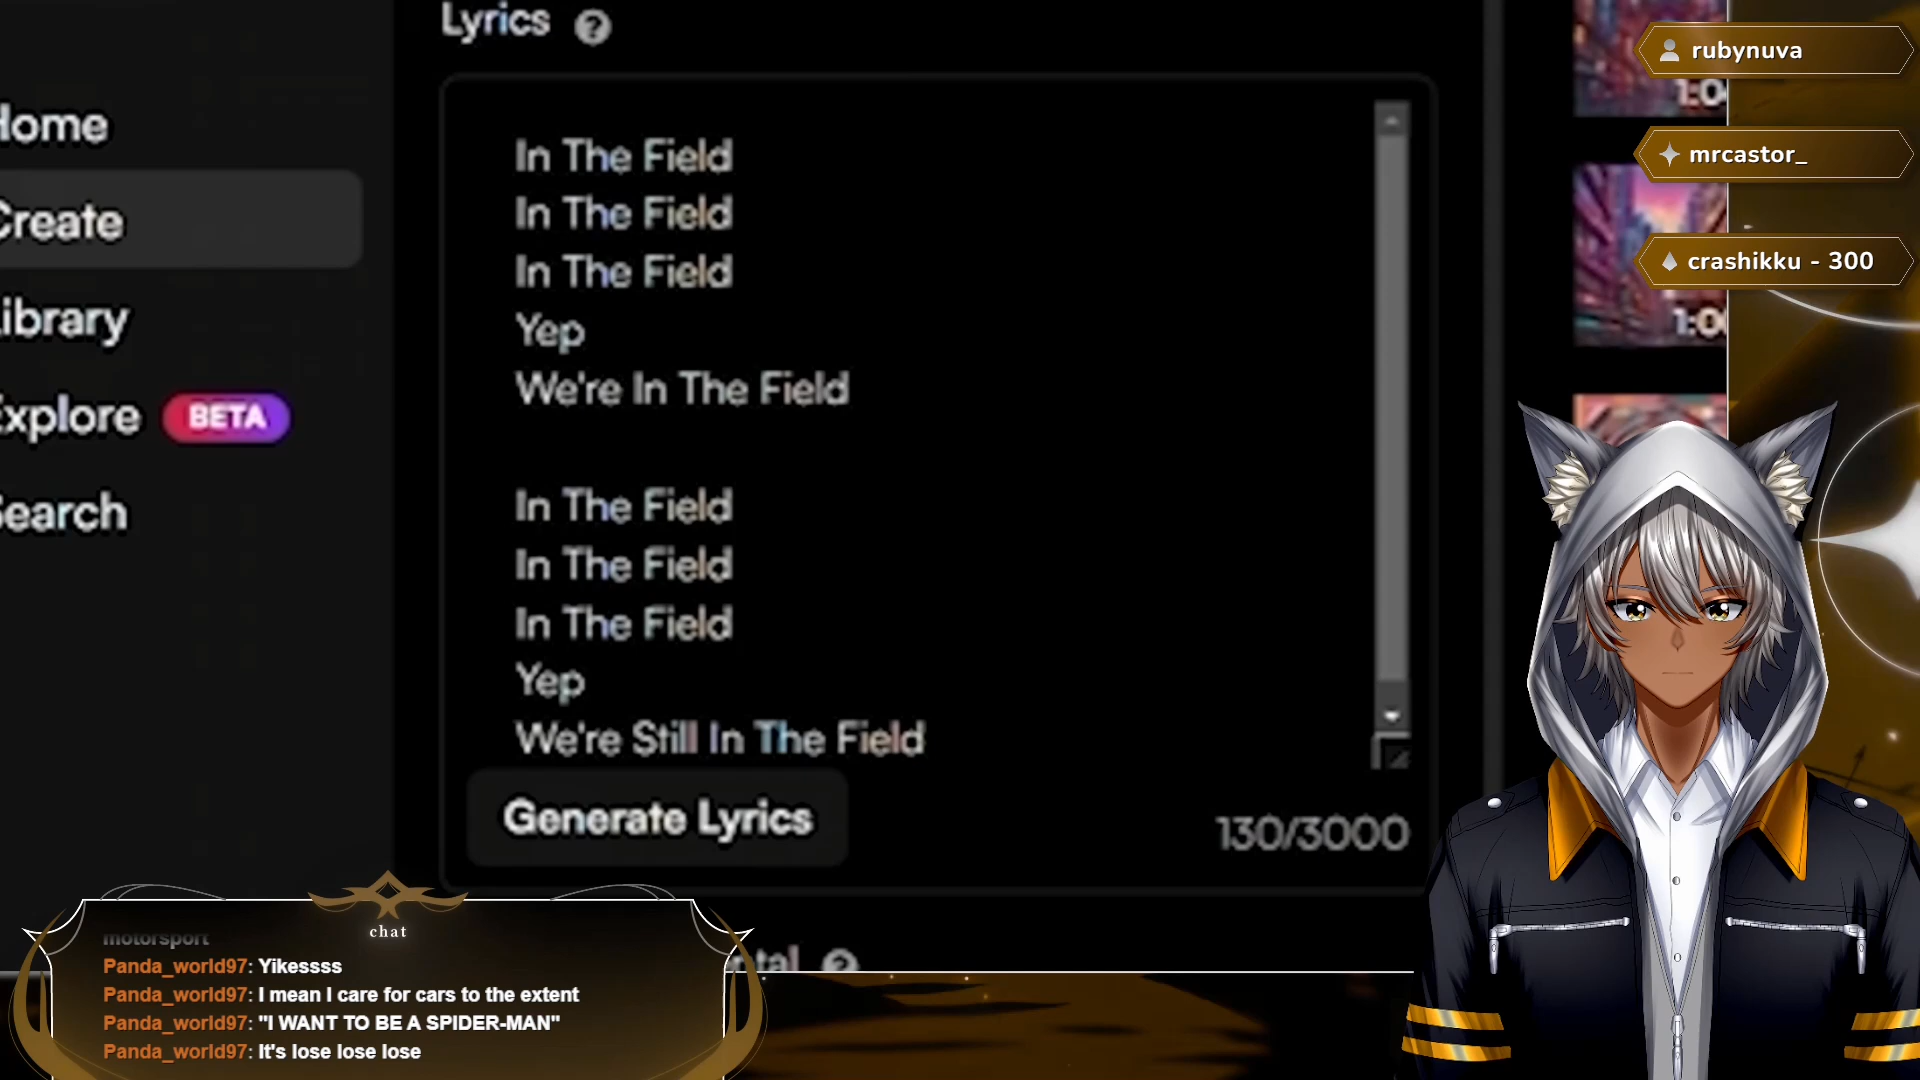 Lyrics ?
Home
Create
Library
Explore BETA
Search
In The Field
In The Field
In The Field
Yep
We're In The Field
In The Field
In The Field
In The Field
Yep
We're Still In The Field
Generate Lyrics
130/3000
rubynuva
mrcastor_
crashikku - 300
chat
motorsport
Panda_world97: Yikessss
Panda_world97: I mean I care for cars to the extent
Panda_world97: "I WANT TO BE A SPIDER-MAN"
Panda_world97: It's lose lose lose